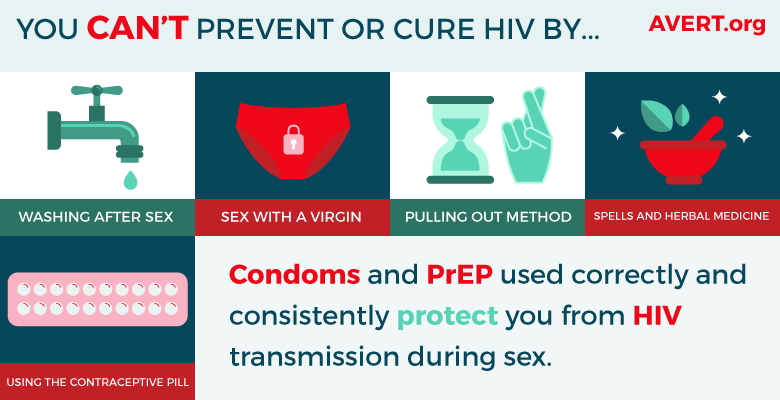 YOU CAN'T PREVENT OR CURE HIV BY...
AVERT.org
WASHING AFTER SEX
SEX WITH A VIRGIN
PULLING OUT METHOD
SPELLS AND HERBAL MEDICINE
USING THE CONTRACEPTIVE PILL
Condoms and PrEP used correctly and
consistently protect you from HIV
transmission during sex.